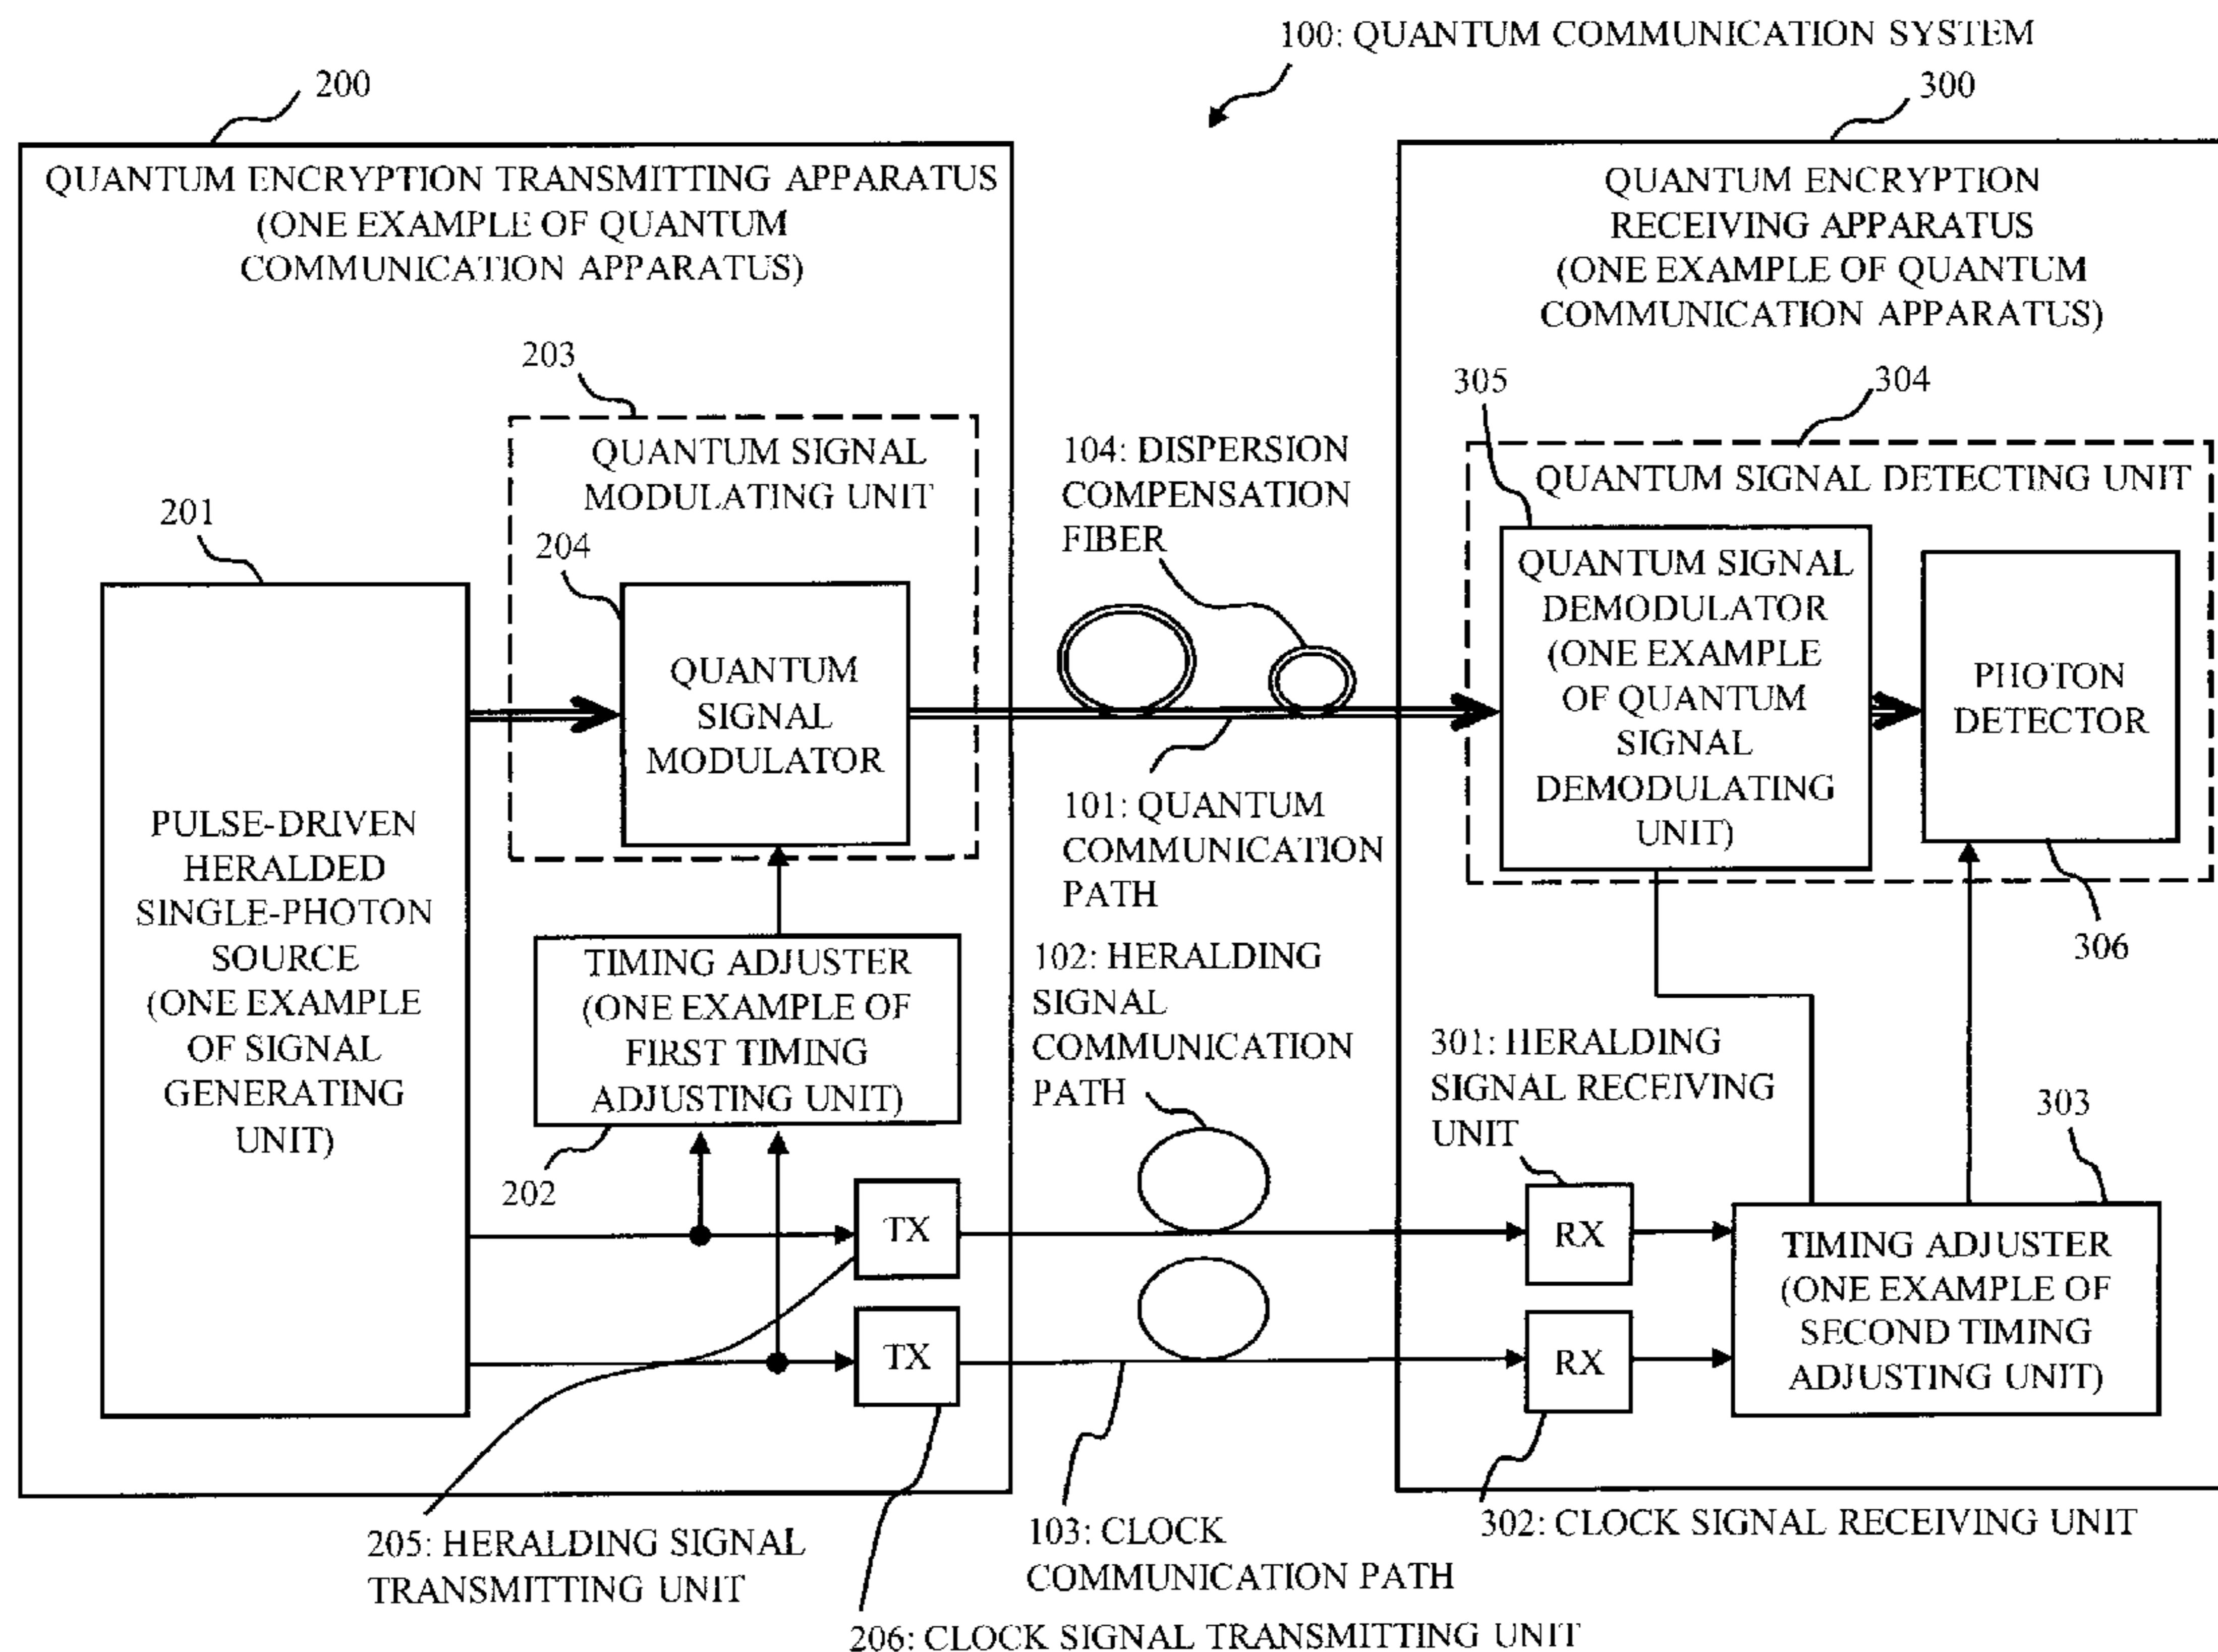 100: QUANTUM COMMUNICATION SYSTEM
200
300
QUANTUM ENCRYPTION TRANSMITTING APPARATUS
(ONE EXAMPLE OF QUANTUM
COMMUNICATION APPARATUS)
203
QUANTUM SIGNAL
MODULATING UNIT
201
204
QUANTUM
SIGNAL
MODULATOR
PULSE-DRIVEN
HERALDED
SINGLE-PHOTON
SOURCE
(ONE EXAMPLE
OF SIGNAL
GENERATING
UNIT)
TIMING ADJUSTER
(ONE EXAMPLE OF
FIRST TIMING
ADJUSTING UNIT)
202
TX
TX
205: HERALDING SIGNAL
TRANSMITTING UNIT
206: CLOCK SIGNAL TRANSMITTING UNIT
104: DISPERSION
COMPENSATION
FIBER
101: QUANTUM
COMMUNICATION
PATH
102: HERALDING
SIGNAL
COMMUNICATION
PATH
103: CLOCK
COMMUNICATION PATH
QUANTUM ENCRYPTION
RECEIVING APPARATUS
(ONE EXAMPLE OF QUANTUM
COMMUNICATION APPARATUS)
305
304
QUANTUM SIGNAL DETECTING UNIT
QUANTUM SIGNAL
DEMODULATOR
(ONE EXAMPLE
OF QUANTUM
SIGNAL
DEMODULATING
UNIT)
PHOTON
DETECTOR
306
301: HERALDING
SIGNAL RECEIVING
UNIT
303
RX
RX
TIMING ADJUSTER
(ONE EXAMPLE OF
SECOND TIMING
ADJUSTING UNIT)
302: CLOCK SIGNAL RECEIVING UNIT